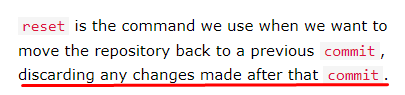 reset is the command we use when we want to
move the repository back to a previous commit,
discarding any changes made after that commit.